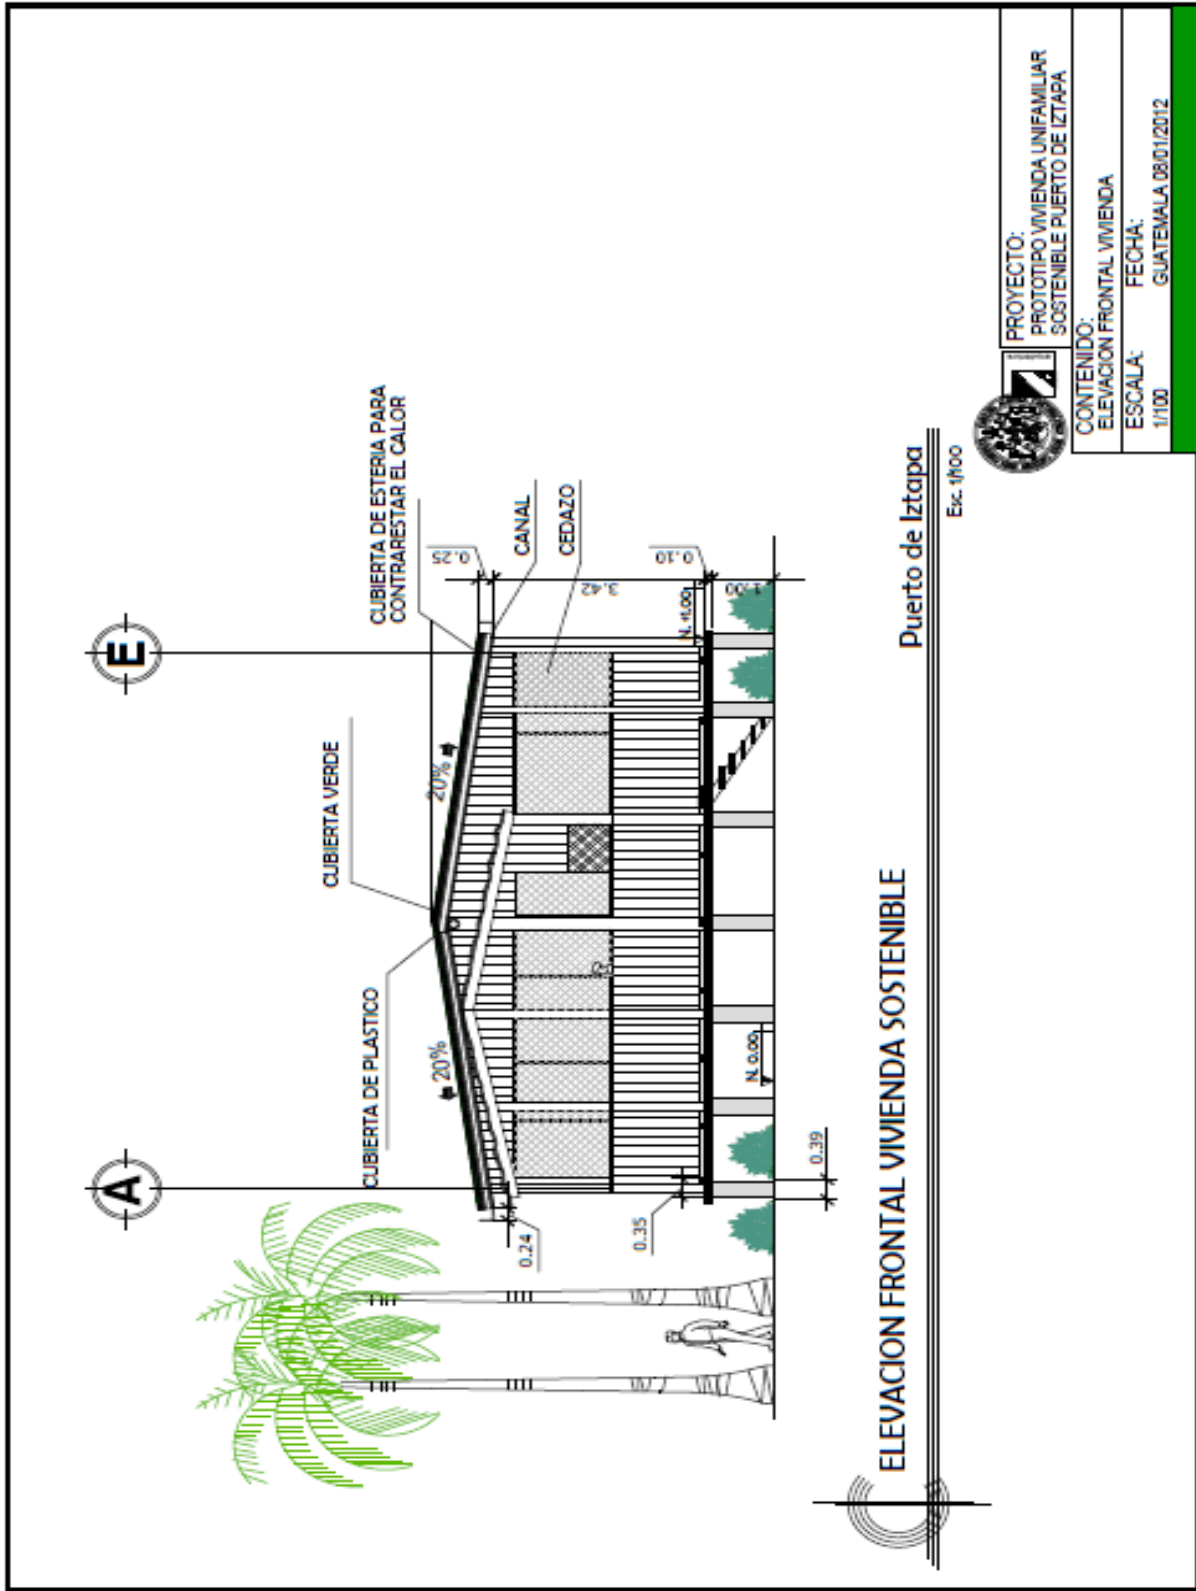 A
E
CUBIERTA DE PLASTICO
CUBIERTA VERDE
CUBIERTA DE ESTERIA PARA
CONTRARESTAR EL CALOR
20%
20%
0.25
CANAL
CEDAZO
3.42
0.10
N. +1.00
1.00
0.24
0.35
N. 0.00
0.39
ELEVACION FRONTAL VIVIENDA SOSTENIBLE
Puerto de Iztapa
Esc. 1/100
PROYECTO:
PROTOTIPO VIVIENDA UNIFAMILIAR
SOSTENIBLE PUERTO DE IZTAPA
CONTENIDO:
ELEVACION FRONTAL VIVIENDA
ESCALA:
1/100
FECHA:
GUATEMALA 08/01/2012